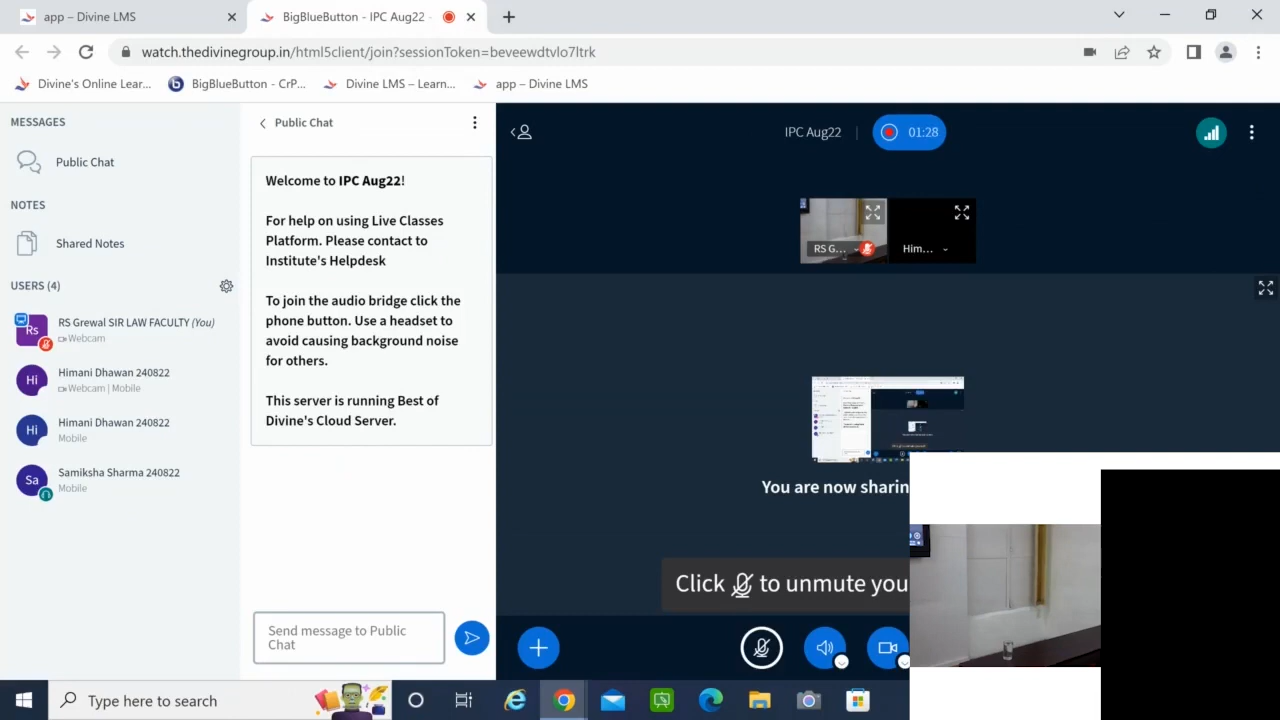 app – Divine LMS
BigBlueButton - IPC Aug22 -
watch.thedivinegroup.in/html5client/join?sessionToken=beveewdtvlo7ltrk
Divine's Online Lear...
BigBlueButton - CrP...
Divine LMS – Learn...
app – Divine LMS
MESSAGES
Public Chat
NOTES
Shared Notes
USERS (4)
Rs
RS Grewal SIR LAW FACULTY (You)
Webcam
Hi
Himani Dhawan 240822
Webcam | Mobile
Hi
Himani Dhawan 240822
Mobile
Sa
Samiksha Sharma 240822
Mobile
Public Chat
Welcome to IPC Aug22!
For help on using Live Classes
Platform. Please contact to
Institute's Helpdesk
To join the audio bridge click the
phone button. Use a headset to
avoid causing background noise
for others.
This server is running Best of
Divine's Cloud Server.
Send message to Public
Chat
IPC Aug22
01:28
RS G...
Him...
You are now sharin
Click to unmute you
Type here to search